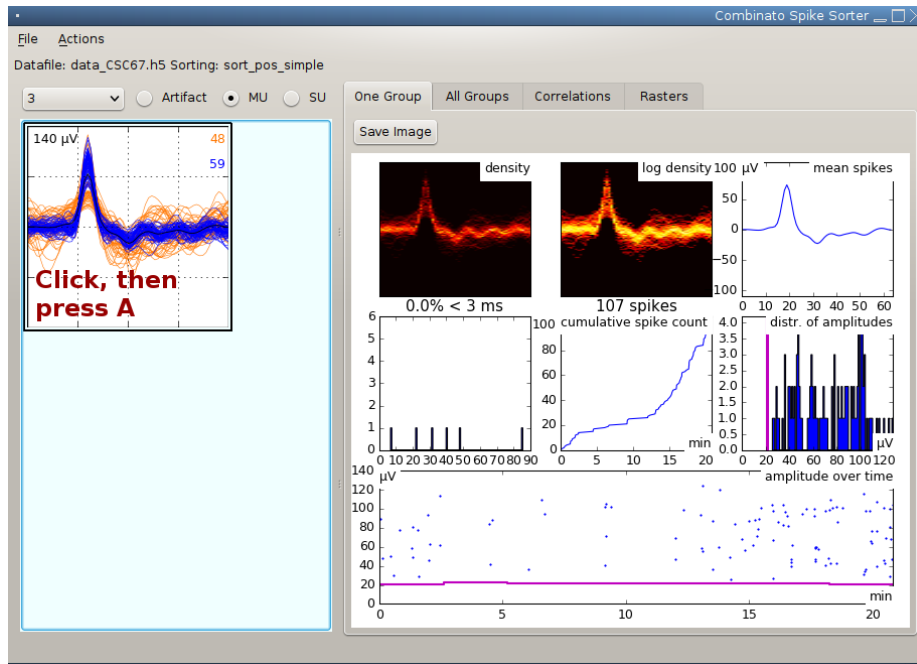 Combinato Spike Sorter
File Actions
Datafile: data_CSC67.h5 Sorting: sort_pos_simple
3 Artifact MU SU
One Group All Groups Correlations Rasters
Save Image
140 µV 48
59
Click, then
press A
density
log density
100 µV mean spikes
50
0
−50
−100
0 10 20 30 40 50 60
0.0% < 3 ms
6
5
4
3
2
1
0
0 10 20 30 40 50 60 70 80 90
107 spikes
100 cumulative spike count
80
60
40
20
0
min
0 5 10 15 20
4.0 distr. of amplitudes
3.5
3.0
2.5
2.0
1.5
1.0
0.5
0.0
µV
0 20 40 60 80 100 120
140 µV amplitude over time
120
100
80
60
40
20
0
min
0 5 10 15 20